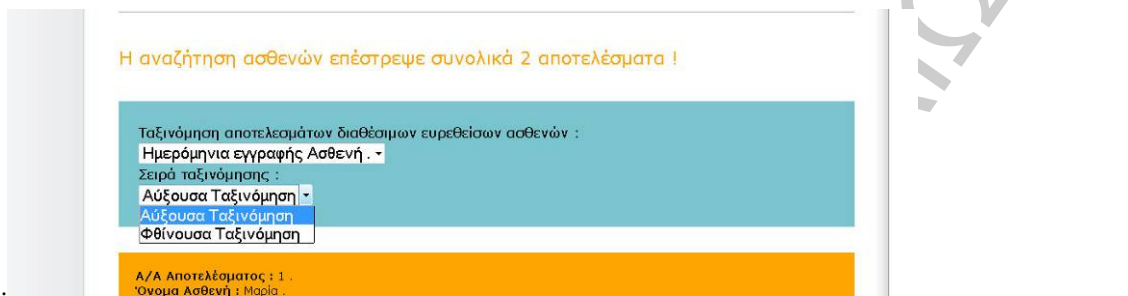 Η αναζήτηση ασθενών επέστρεψε συνολικά 2 αποτελέσματα !
Ταξινόμηση αποτελεσμάτων διαθέσιμων ευρεθείσων ασθενών :
Ημερόμηνια εγγραφής Ασθενή .
Σειρά ταξινόμησης :
Αύξουσα Ταξινόμηση
Αύξουσα Ταξινόμηση
Φθίνουσα Ταξινόμηση
Α/Α Αποτελέσματος : 1 .
Όνομα Ασθενή : Μαρία .
.